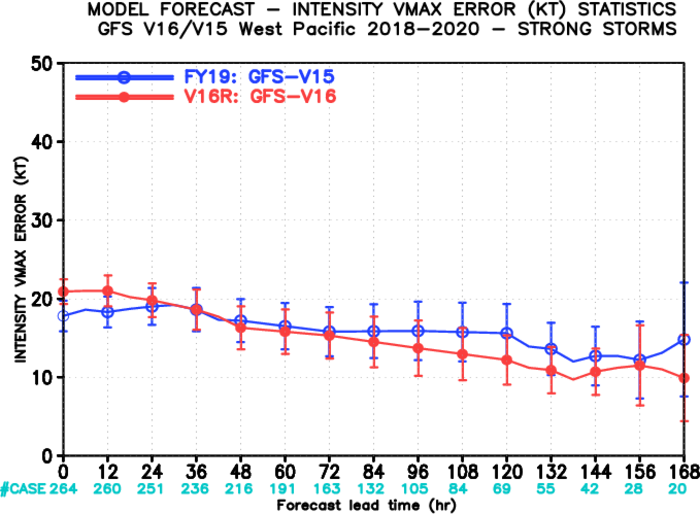 MODEL FORECAST – INTENSITY VMAX ERROR (KT) STATISTICS
GFS V16/V15 West Pacific 2018–2020 – STRONG STORMS
FY19: GFS–V15
V16R: GFS–V16
INTENSITY VMAX ERROR (KT)
50
40
30
20
10
0
0 12 24 36 48 60 72 84 96 108 120 132 144 156 168
#CASE 264 260 251 236 216 191 163 132 105 84 69 55 42 28 20
Forecast lead time (hr)